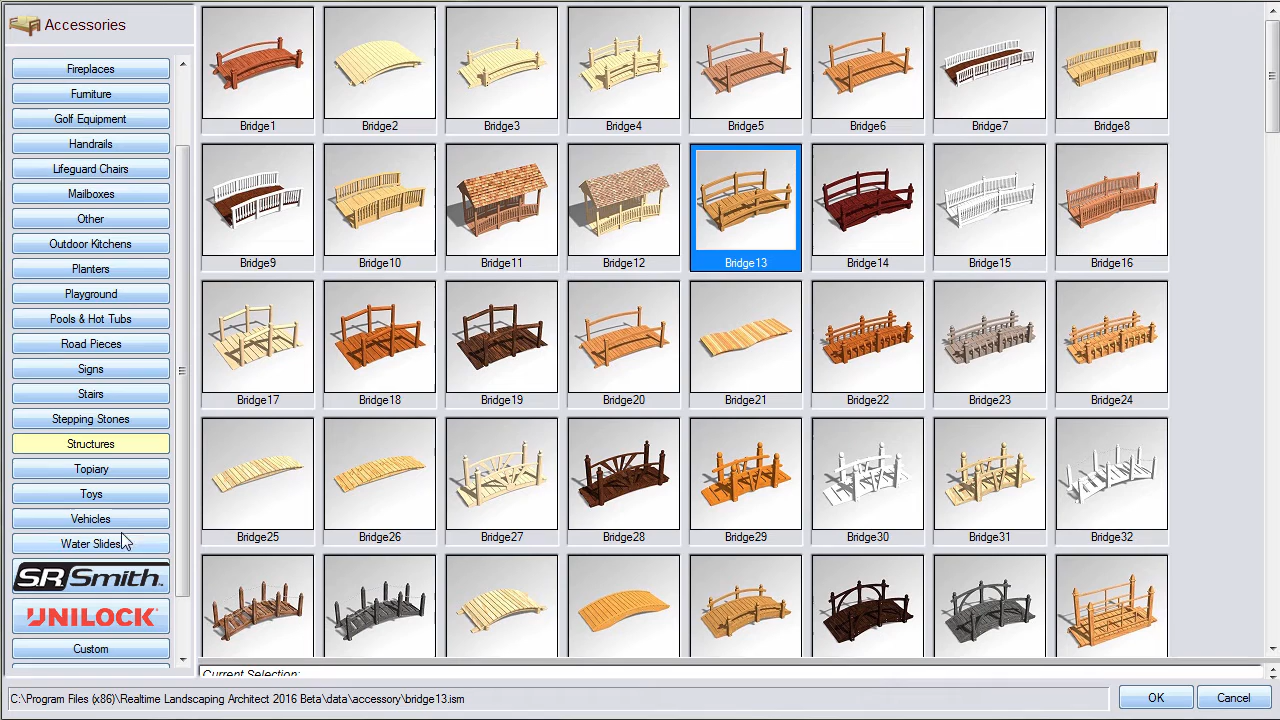 Accessories
Fireplaces
Furniture
Golf Equipment
Handrails
Lifeguard Chairs
Mailboxes
Other
Outdoor Kitchens
Planters
Playground
Pools & Hot Tubs
Road Pieces
Signs
Stairs
Stepping Stones
Structures
Topiary
Toys
Vehicles
Water Slides
S.R.Smith
UNILOCK
Custom
Bridge1 Bridge2 Bridge3 Bridge4 Bridge5 Bridge6 Bridge7 Bridge8
Bridge9 Bridge10 Bridge11 Bridge12 Bridge13 Bridge14 Bridge15 Bridge16
Bridge17 Bridge18 Bridge19 Bridge20 Bridge21 Bridge22 Bridge23 Bridge24
Bridge25 Bridge26 Bridge27 Bridge28 Bridge29 Bridge30 Bridge31 Bridge32
Current Selection:
C:\Program Files (x86)\Realtime Landscaping Architect 2016 Beta\data\accessory\bridge13.ism
OK Cancel